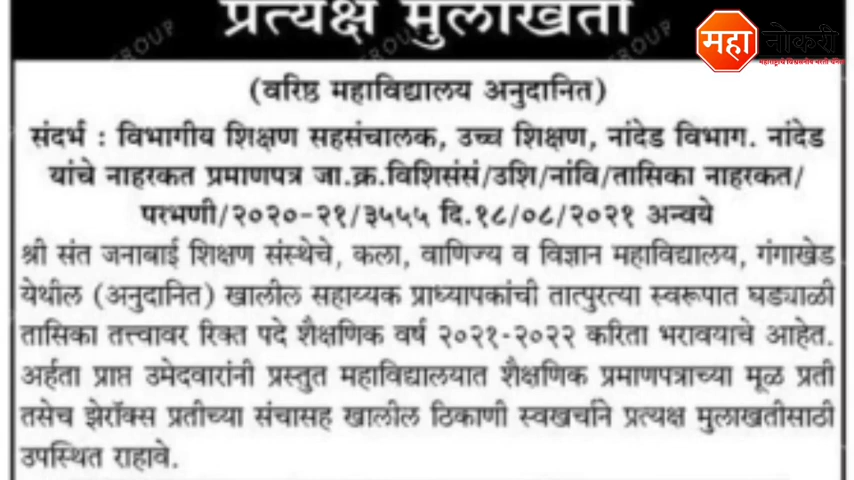 प्रत्यक्ष मुलाखती
महा नोकरी
(वरिष्ठ महाविद्यालय अनुदानित)
संदर्भ : विभागीय शिक्षण सहसंचालक, उच्च शिक्षण, नांदेड विभाग. नांदेड
यांचे नाहरकत प्रमाणपत्र जा.क्र.विशिसंसं/उशि/नांवि/तासिका नाहरकत/
परभणी/२०२०-२१/३५५५ दि.१८/०८/२०२१ अन्वये
श्री संत जनाबाई शिक्षण संस्थेचे, कला, वाणिज्य व विज्ञान महाविद्यालय, गंगाखेड
येथील (अनुदानित) खालील सहाय्यक प्राध्यापकांची तात्पुरत्या स्वरूपात घड्याळी
तासिका तत्त्वावर रिक्त पदे शैक्षणिक वर्ष २०२१-२०२२ करिता भरावयाचे आहेत.
अर्हता प्राप्त उमेदवारांनी प्रस्तुत महाविद्यालयात शैक्षणिक प्रमाणपत्राच्या मूळ प्रती
तसेच झेरॉक्स प्रतीच्या संचासह खालील ठिकाणी स्वखर्चाने प्रत्यक्ष मुलाखतीसाठी
उपस्थित राहावे.